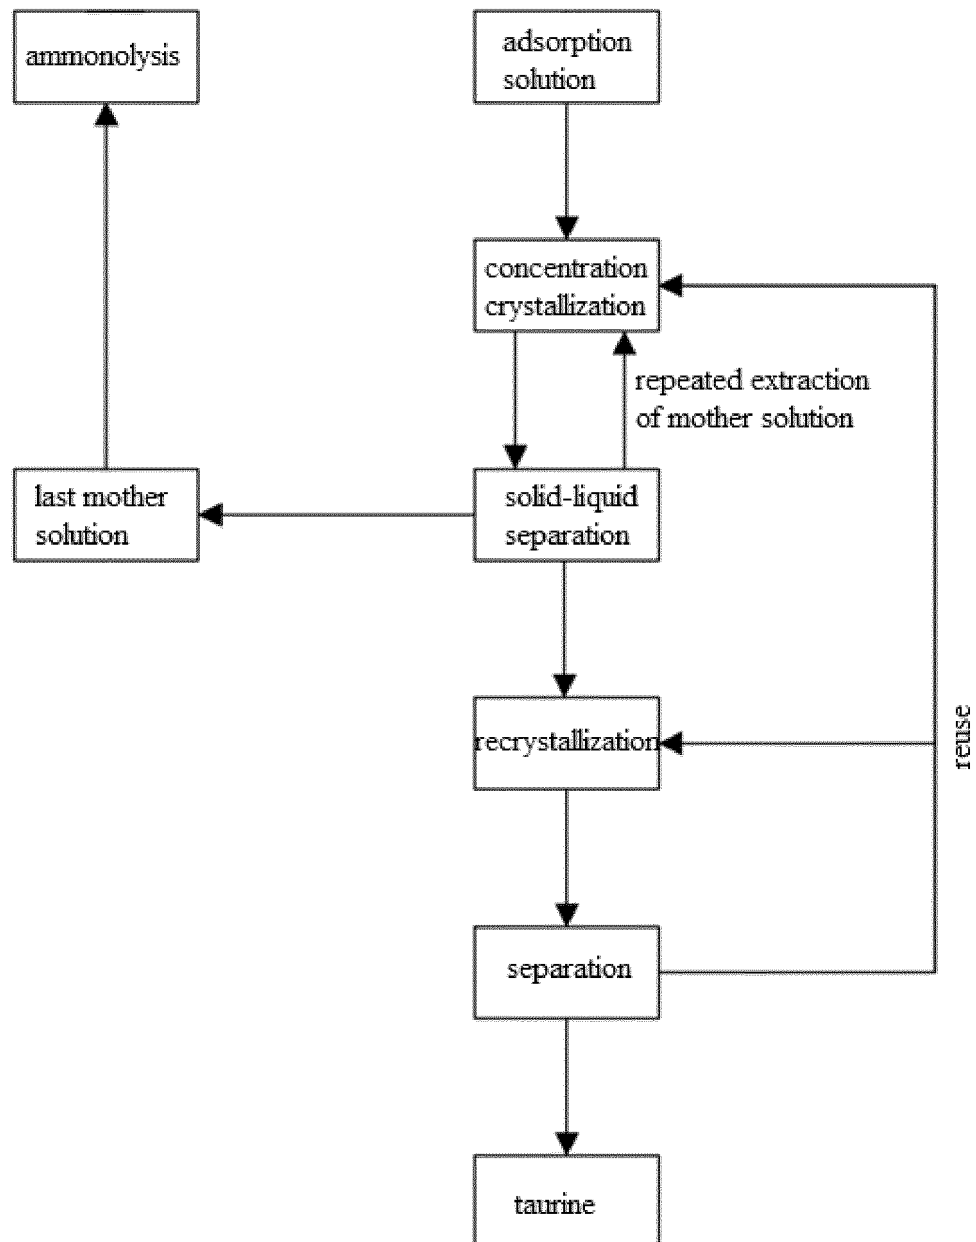 ammonolysis
adsorption
solution
concentration
crystallization
repeated extraction
of mother solution
last mother
solution
solid-liquid
separation
recrystallization
reuse
separation
taurine